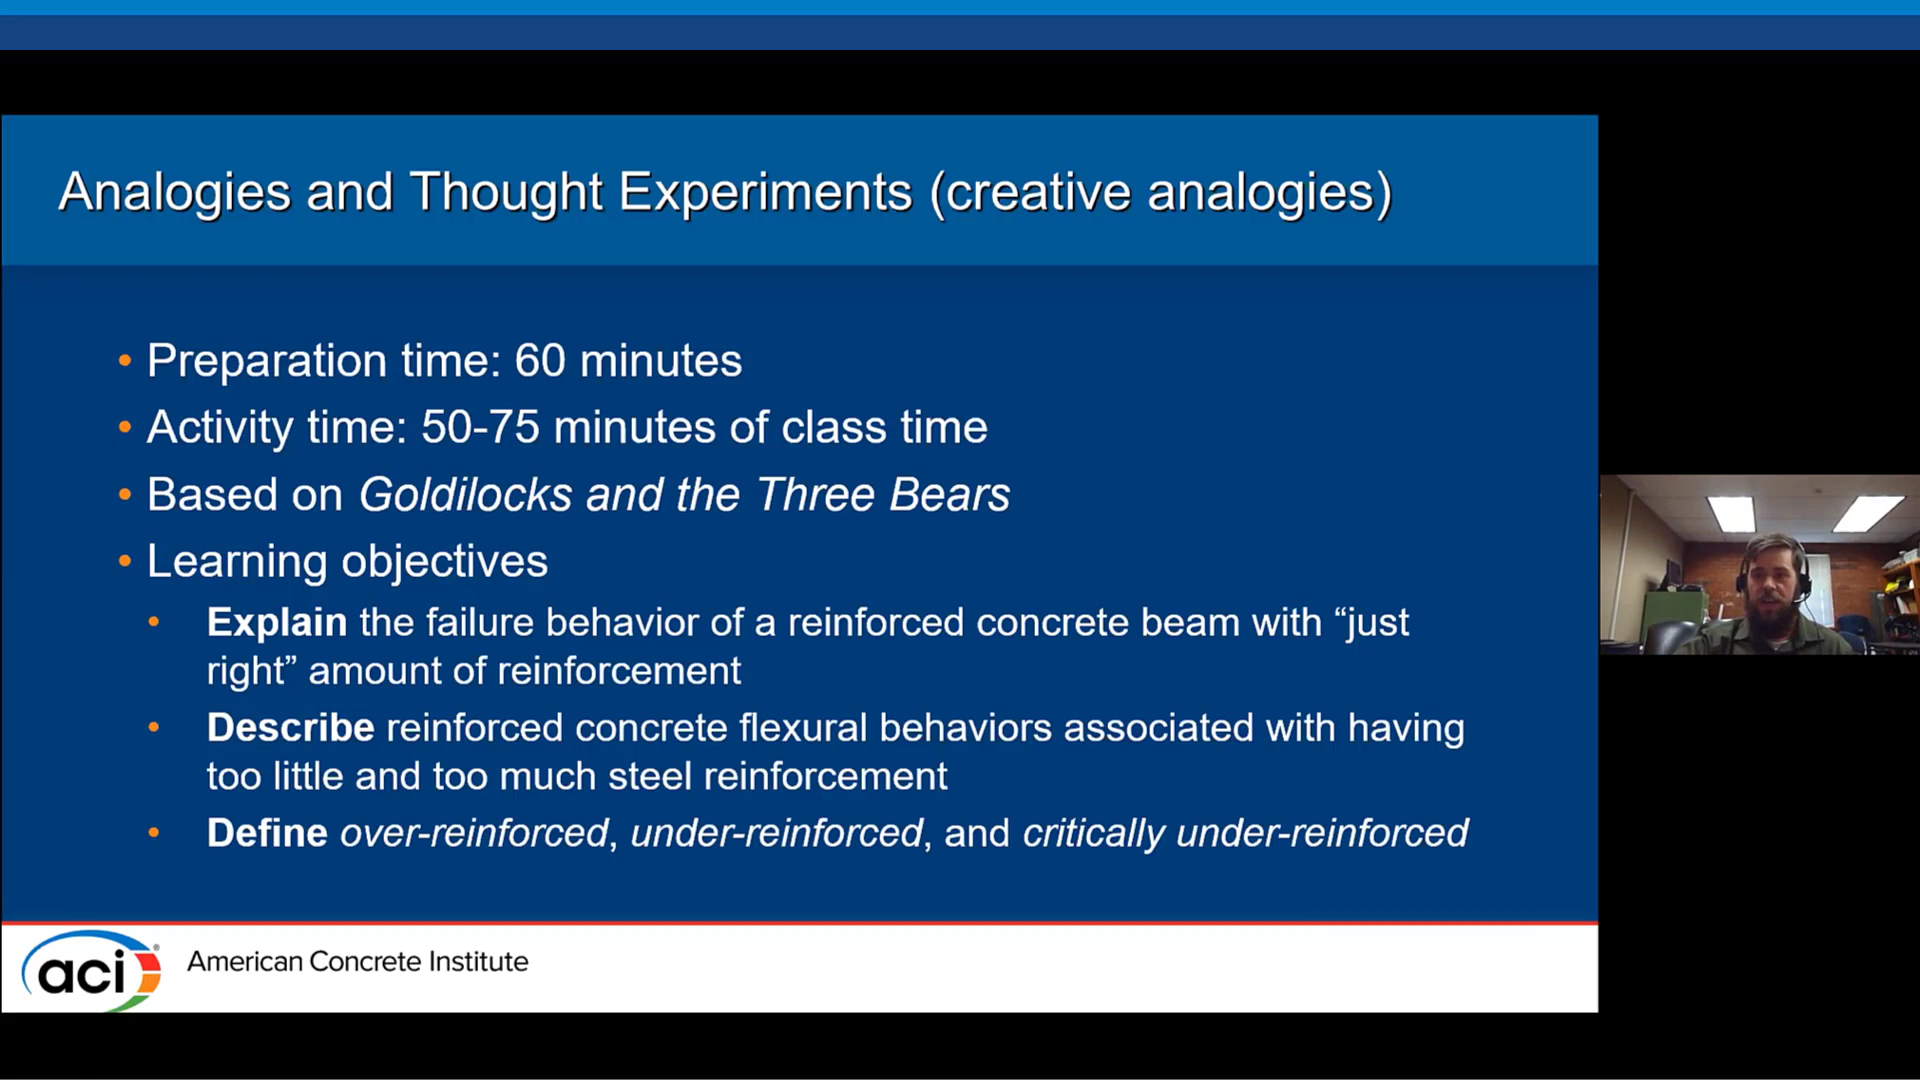 Analogies and Thought Experiments (creative analogies)
• Preparation time: 60 minutes
• Activity time: 50-75 minutes of class time
• Based on Goldilocks and the Three Bears
• Learning objectives
• Explain the failure behavior of a reinforced concrete beam with “just
right” amount of reinforcement
• Describe reinforced concrete flexural behaviors associated with having
too little and too much steel reinforcement
• Define over-reinforced, under-reinforced, and critically under-reinforced
aci®
American Concrete Institute